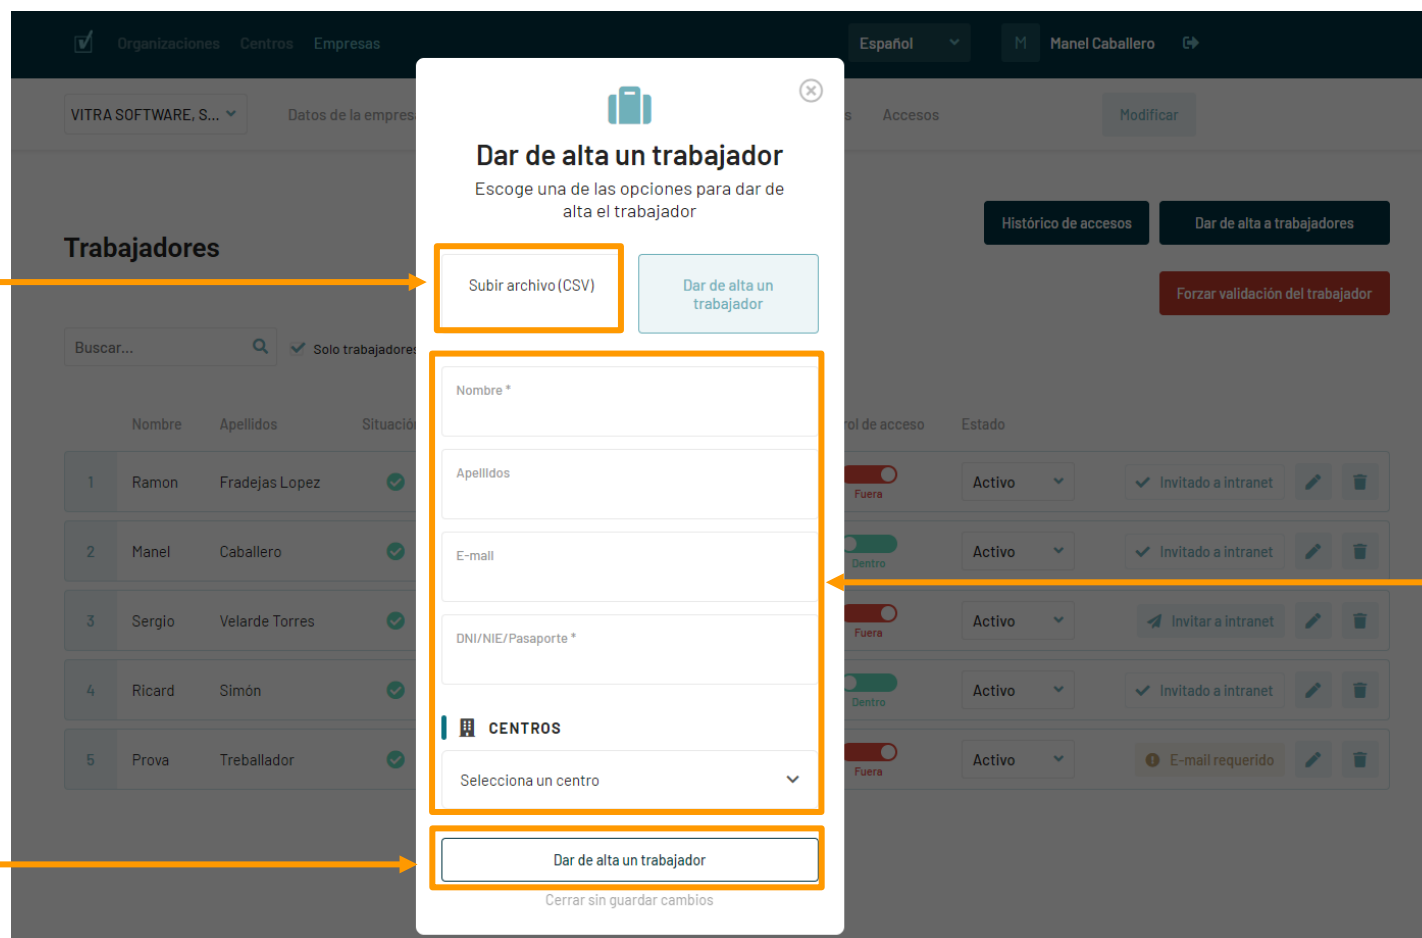 Organizaciones Centros Empresas Español M Manel Caballero
VITRA SOFTWARE, S... Datos de la empres s Accesos Modificar
Dar de alta un trabajador
Escoge una de las opciones para dar de
alta el trabajador
Trabajadores
Histórico de accesos Dar de alta a trabajadores
Forzar validación del trabajador
Subir archivo (CSV)
Dar de alta un
trabajador
Buscar... Solo trabajadores
Nombre *
Apellidos
E-mail
DNI/NIE/Pasaporte *
CENTROS
Selecciona un centro
Dar de alta un trabajador
Cerrar sin guardar cambios
Nombre Apellidos Situación rol de acceso Estado
1 Ramon Fradejas Lopez Fuera Activo Invitado a intranet
2 Manel Caballero Dentro Activo Invitado a intranet
3 Sergio Velarde Torres Fuera Activo Invitar a intranet
4 Ricard Simón Dentro Activo Invitado a intranet
5 Prova Treballador Fuera Activo E-mail requerido